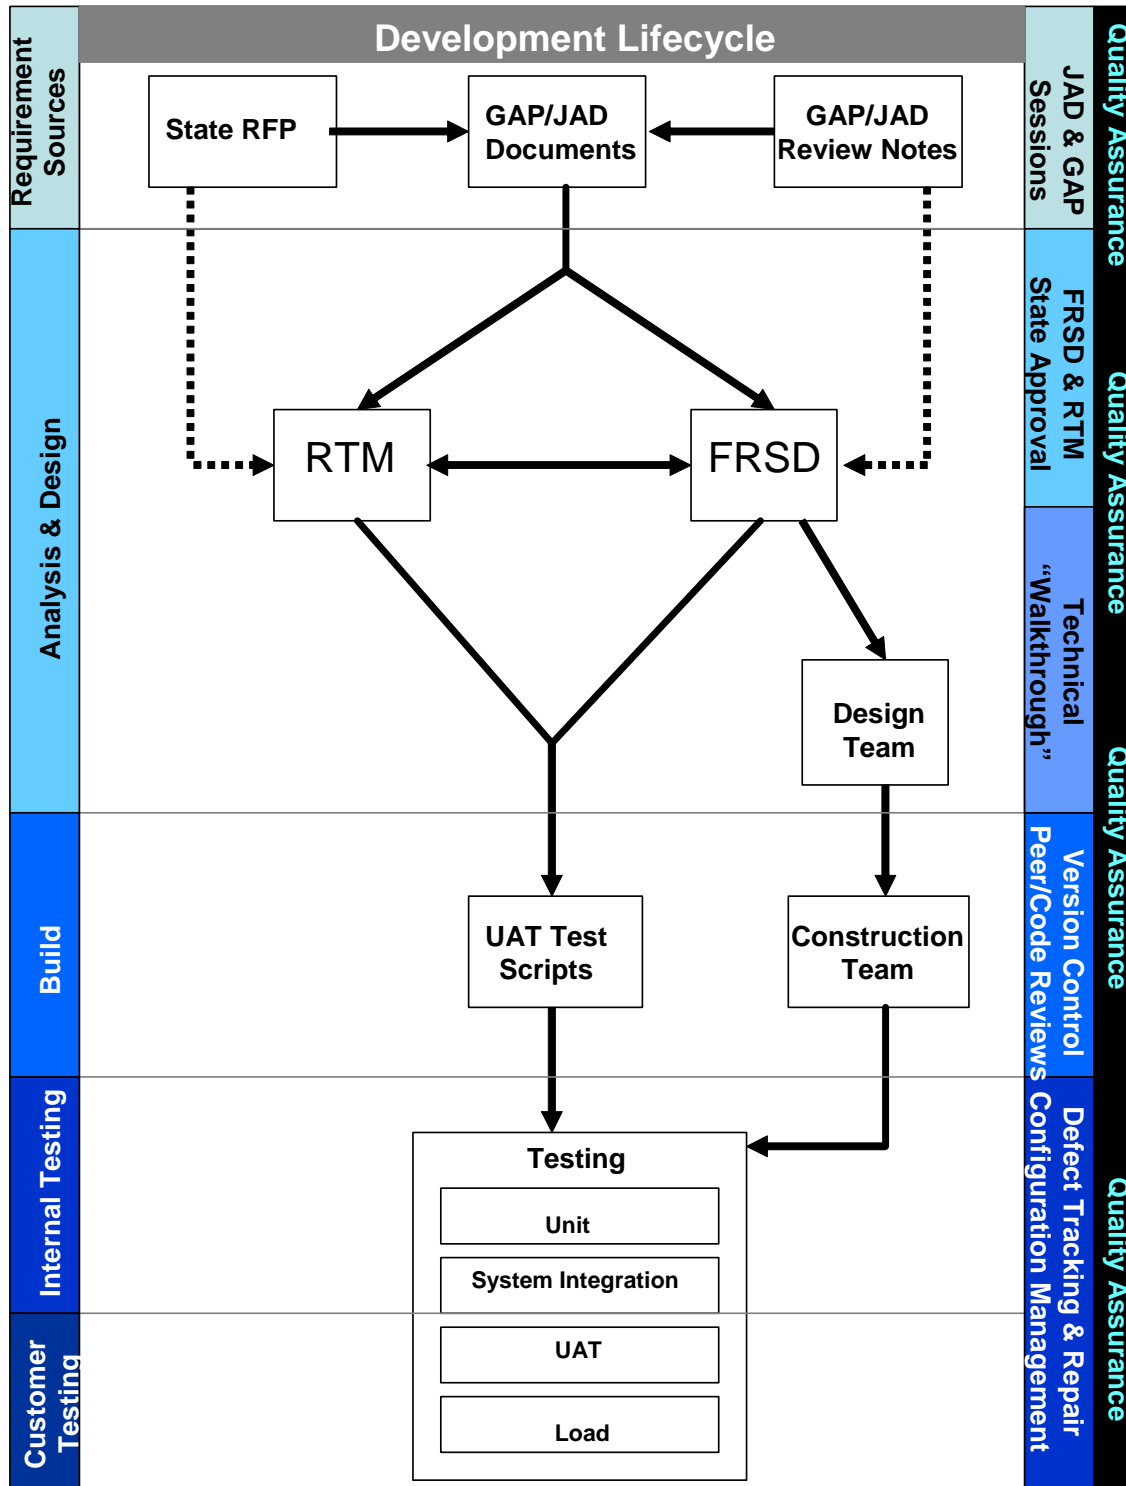 Development Lifecycle
Requirement
Sources
State RFP
GAP/JAD
Documents
GAP/JAD
Review Notes
JAD & GAP
Sessions
Quality Assurance
Analysis & Design
RTM
FRSD
FRSD & RTM
State Approval
Quality Assurance
Design
Team
Technical
“Walkthrough”
Quality Assurance
Build
UAT Test
Scripts
Construction
Team
Version Control
Peer/Code Reviews
Internal Testing
Testing
Unit
System Integration
Defect Tracking & Repair
Configuration Management
Quality Assurance
Customer
Testing
UAT
Load